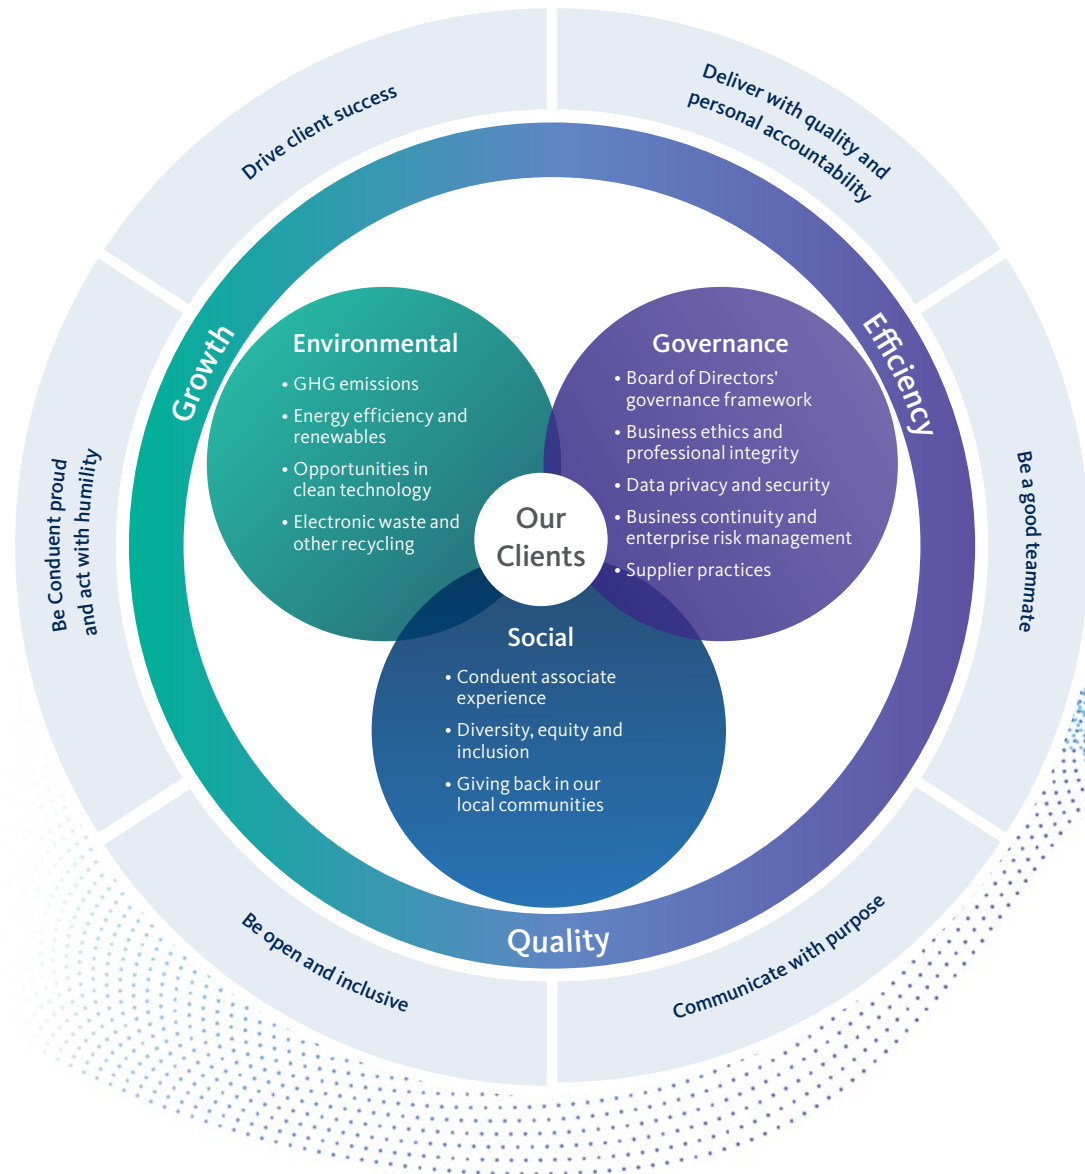 Drive client success
Deliver with quality and
personal accountability
Be a good teammate
Communicate with purpose
Be open and inclusive
Be Conduent proud
and act with humility
Growth
Efficiency
Quality
Environmental
• GHG emissions
• Energy efficiency and
renewables
• Opportunities in
clean technology
• Electronic waste and
other recycling
Governance
• Board of Directors'
governance framework
• Business ethics and
professional integrity
• Data privacy and security
• Business continuity and
enterprise risk management
• Supplier practices
Our
Clients
Social
• Conduent associate
experience
• Diversity, equity and
inclusion
• Giving back in our
local communities